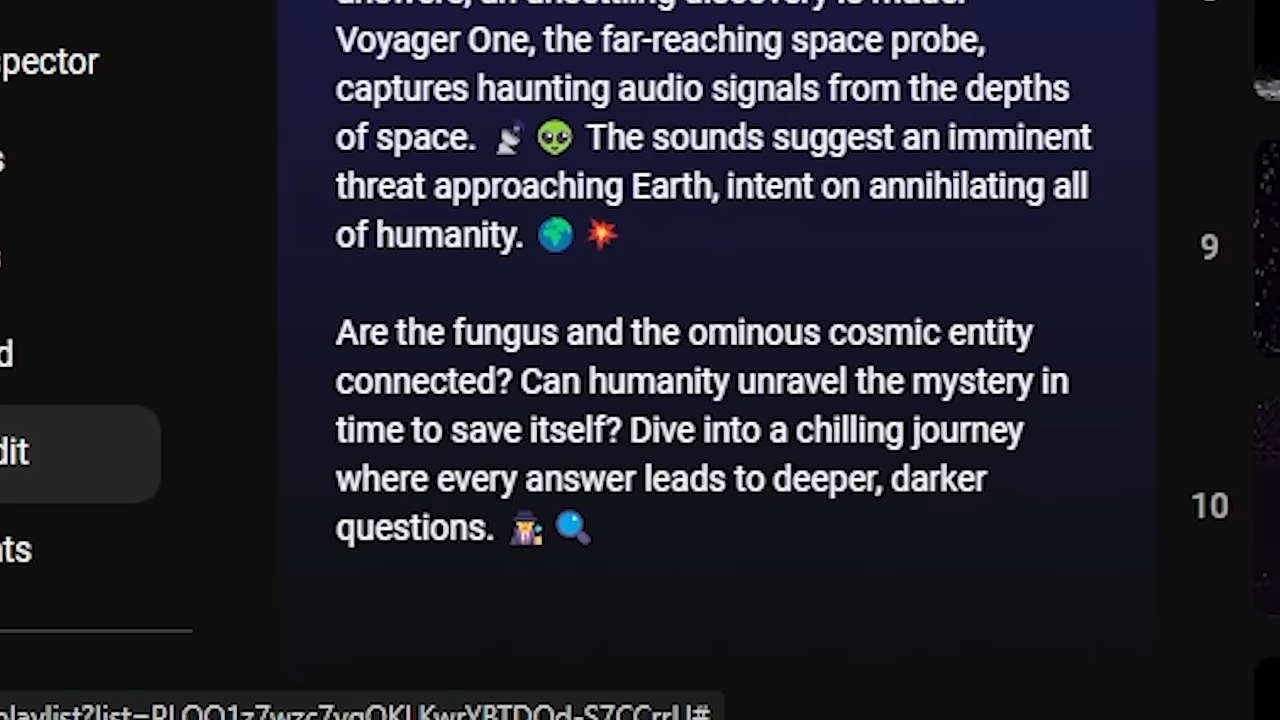 Voyager One, the far-reaching space probe,
captures haunting audio signals from the depths
of space. 📡 👽 The sounds suggest an imminent
threat approaching Earth, intent on annihilating all
of humanity. 🌍 💥
Are the fungus and the ominous cosmic entity
connected? Can humanity unravel the mystery in
time to save itself? Dive into a chilling journey
where every answer leads to deeper, darker
questions. 🕵️ 🔍
spector
s
d
dit
nts
9
10